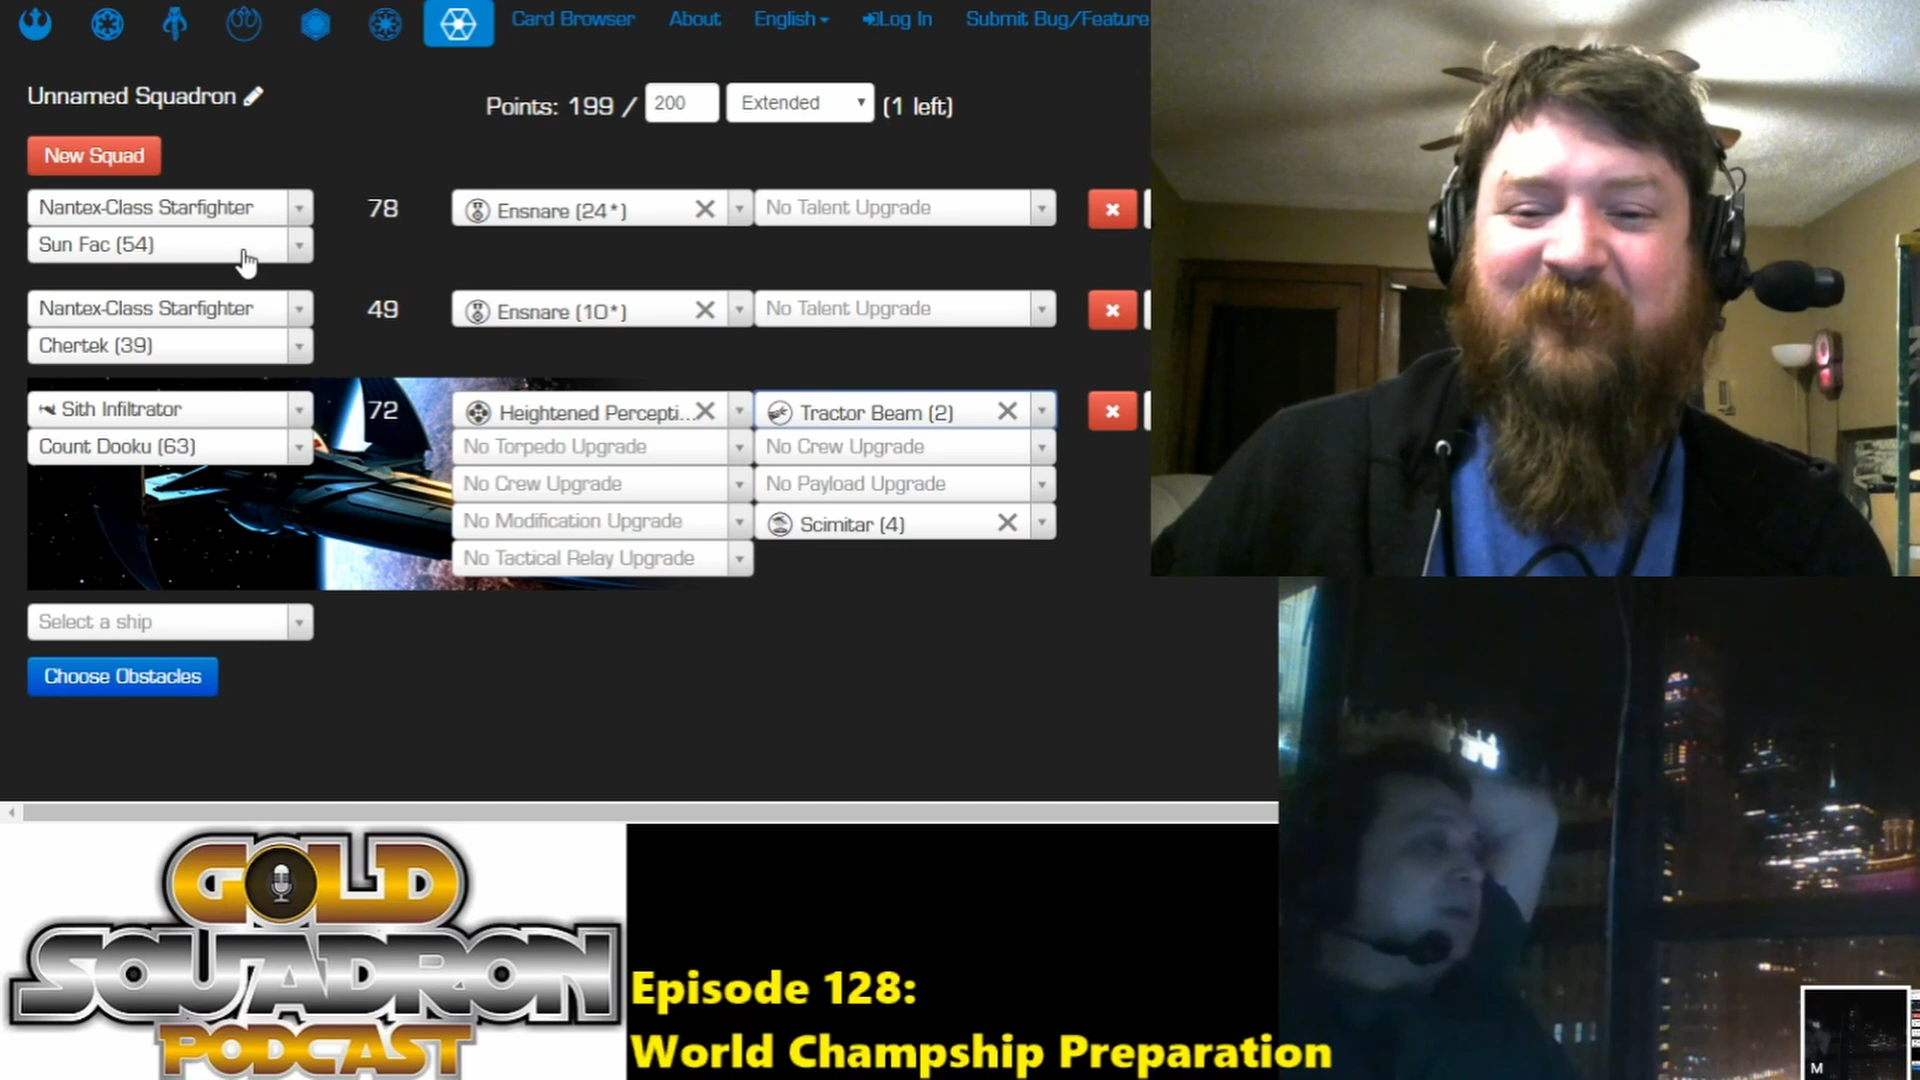 Card Browser About English Log In Submit Bug/Feature
Unnamed Squadron
Points: 199 / 200 Extended (1 left)
New Squad
Nantex-Class Starfighter 78 Ensnare (24*) No Talent Upgrade
Sun Fac (54)
Nantex-Class Starfighter 49 Ensnare (10*) No Talent Upgrade
Chertek (39)
Sith Infiltrator 72 Heightened Percepti... Tractor Beam (2)
Count Dooku (63) No Torpedo Upgrade No Crew Upgrade
No Crew Upgrade No Payload Upgrade
No Modification Upgrade Scimitar (4)
No Tactical Relay Upgrade
Select a ship
Choose Obstacles
GOLD
SQUADRON
PODCAST
Episode 128:
World Champship Preparation
M